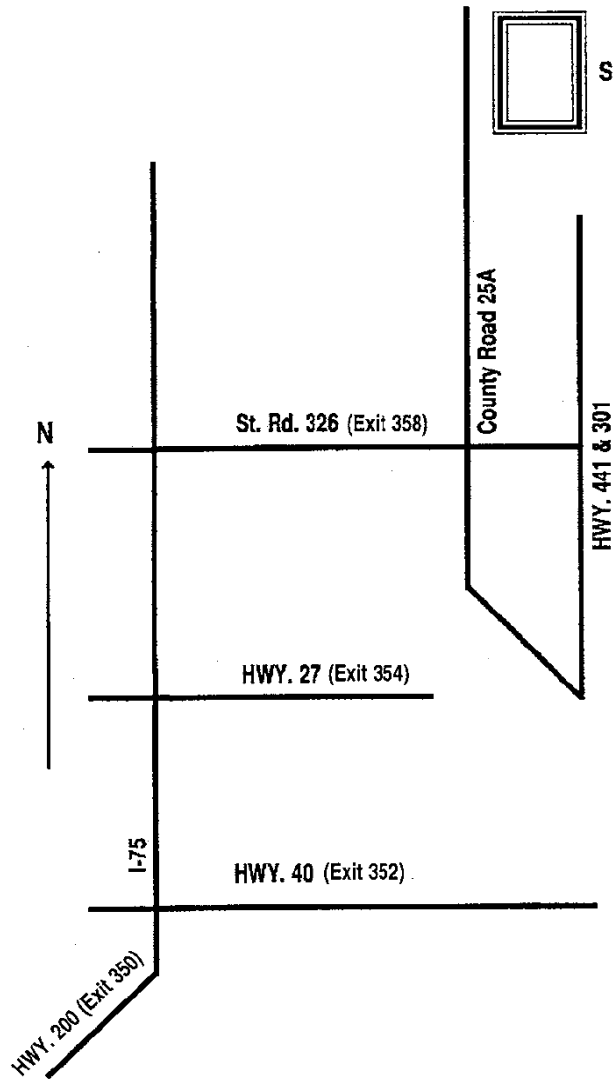 S
County Road 25A
N
St. Rd. 326 (Exit 358)
HWY. 441 & 301
HWY. 27 (Exit 354)
I-75
HWY. 40 (Exit 352)
HWY. 200 (Exit 350)